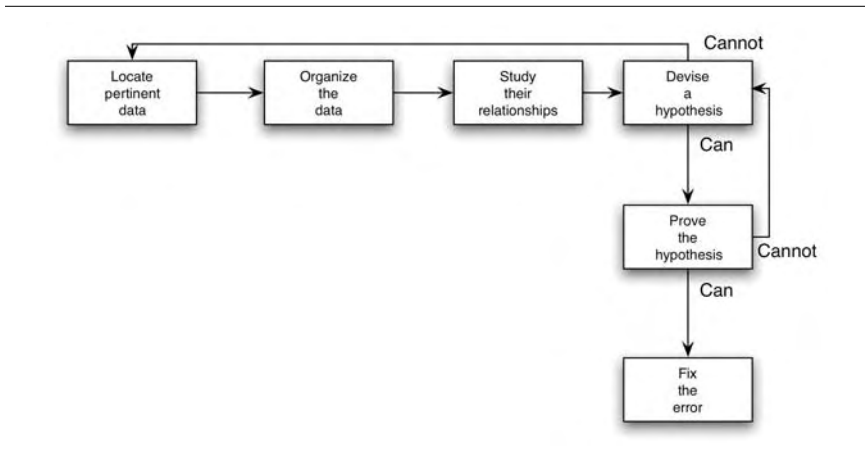 Cannot
Locate
pertinent
data
Organize
the
data
Study
their
relationships
Devise
a
hypothesis
Can
Prove
the
hypothesis
Cannot
Can
Fix
the
error